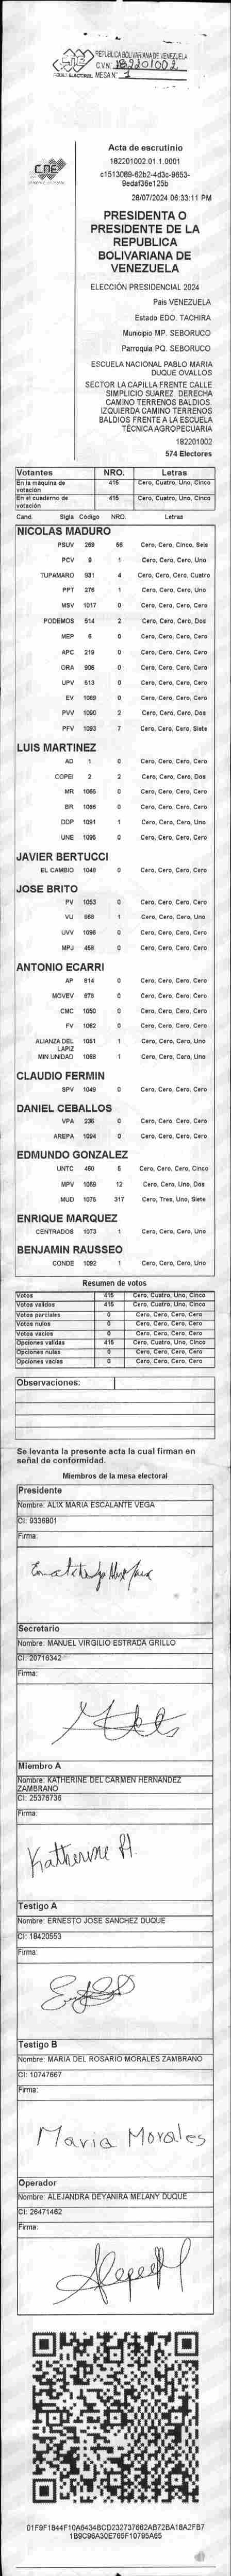 REPÚBLICA BOLIVARIANA DE VENEZUELA
C.V.N: 182201002
MESA Nº: 1
CNE
Acta de escrutinio
182201002.01.1.0001
28/07/2024 06:33:11 PM
PRESIDENTA O
PRESIDENTE DE LA
REPUBLICA
BOLIVARIANA DE
VENEZUELA
ELECCIÓN PRESIDENCIAL 2024
País VENEZUELA
Estado EDO. TACHIRA
Municipio MP. SEBORUCO
Parroquia PQ. SEBORUCO
ESCUELA NACIONAL PABLO MARIA
DUQUE OVALLOS
SECTOR LA CAPILLA FRENTE CALLE
SIMPLICIO SUAREZ. DERECHA
CAMINO TERRENOS BALDIOS.
IZQUIERDA CAMINO TERRENOS
BALDIOS FRENTE A LA ESCUELA
TÉCNICA AGROPECUARIA
182201002
574 Electores
Votantes NRO. Letras
En la máquina de votación 415 Cero, Cuatro, Uno, Cinco
En el cuaderno de votación 415 Cero, Cuatro, Uno, Cinco
Cand. Sigla Código NRO. Letras
NICOLAS MADURO
PSUV 269 56 Cero, Cero, Cinco, Seis
PCV 9 1 Cero, Cero, Cero, Uno
TUPAMARO 931 4 Cero, Cero, Cero, Cuatro
PPT 276 1 Cero, Cero, Cero, Uno
MSV 1017 0 Cero, Cero, Cero, Cero
PODEMOS 514 2 Cero, Cero, Cero, Dos
MEP 6 0 Cero, Cero, Cero, Cero
APC 219 0 Cero, Cero, Cero, Cero
ORA 906 0 Cero, Cero, Cero, Cero
UPV 513 0 Cero, Cero, Cero, Cero
EV 1089 0 Cero, Cero, Cero, Cero
PVV 1090 2 Cero, Cero, Cero, Dos
PFV 1093 7 Cero, Cero, Cero, Siete
LUIS MARTINEZ
AD 1 0 Cero, Cero, Cero, Cero
COPEI 2 2 Cero, Cero, Cero, Dos
MR 1065 0 Cero, Cero, Cero, Cero
BR 1066 0 Cero, Cero, Cero, Cero
DDP 1091 1 Cero, Cero, Cero, Uno
UNE 1095 0 Cero, Cero, Cero, Cero
JAVIER BERTUCCI
EL CAMBIO 1048 0 Cero, Cero, Cero, Cero
JOSE BRITO
PV 1053 0 Cero, Cero, Cero, Cero
VU 868 1 Cero, Cero, Cero, Uno
UVV 1096 0 Cero, Cero, Cero, Cero
MPJ 458 0 Cero, Cero, Cero, Cero
ANTONIO ECARRI
AP 814 0 Cero, Cero, Cero, Cero
MOVEV 878 0 Cero, Cero, Cero, Cero
CMC 1050 0 Cero, Cero, Cero, Cero
FV 1062 0 Cero, Cero, Cero, Cero
ALIANZA DEL LAPIZ 1051 1 Cero, Cero, Cero, Uno
MIN UNIDAD 1068 1 Cero, Cero, Cero, Uno
CLAUDIO FERMIN
SPV 1049 0 Cero, Cero, Cero, Cero
DANIEL CEBALLOS
VPA 236 0 Cero, Cero, Cero, Cero
AREPA 1094 0 Cero, Cero, Cero, Cero
EDMUNDO GONZALEZ
UNTC 460 5 Cero, Cero, Cero, Cinco
MPV 1069 12 Cero, Cero, Uno, Dos
MUD 1075 317 Cero, Tres, Uno, Siete
ENRIQUE MARQUEZ
CENTRADOS 1073 1 Cero, Cero, Cero, Uno
BENJAMIN RAUSSEO
CONDE 1092 1 Cero, Cero, Cero, Uno
Resumen de votos
Votos 415 Cero, Cuatro, Uno, Cinco
Votos validos 415 Cero, Cuatro, Uno, Cinco
Votos parciales 0 Cero, Cero, Cero, Cero
Votos nulos 0 Cero, Cero, Cero, Cero
Votos vacios 0 Cero, Cero, Cero, Cero
Opciones validas 415 Cero, Cuatro, Uno, Cinco
Opciones nulas 0 Cero, Cero, Cero, Cero
Opciones vacias 0 Cero, Cero, Cero, Cero
Observaciones:
Se levanta la presente acta la cual firman en
señal de conformidad.
Miembros de la mesa electoral
Presidente
Nombre: ALIX MARIA ESCALANTE VEGA
CI: 9336801
Firma:
Secretario
Nombre: MANUEL VIRGILIO ESTRADA GRILLO
CI: 20716342
Firma:
Miembro A
Nombre: KATHERINE DEL CARMEN HERNANDEZ
ZAMBRANO
CI: 25376736
Firma:
Katherine H.
Testigo A
Nombre: ERNESTO JOSE SANCHEZ DUQUE
CI: 18420553
Firma:
Testigo B
Nombre: MARIA DEL ROSARIO MORALES ZAMBRANO
CI: 10747667
Firma:
Maria Morales
Operador
Nombre: ALEJANDRA DEYANIRA MELANY DUQUE
CI: 26471462
Firma: